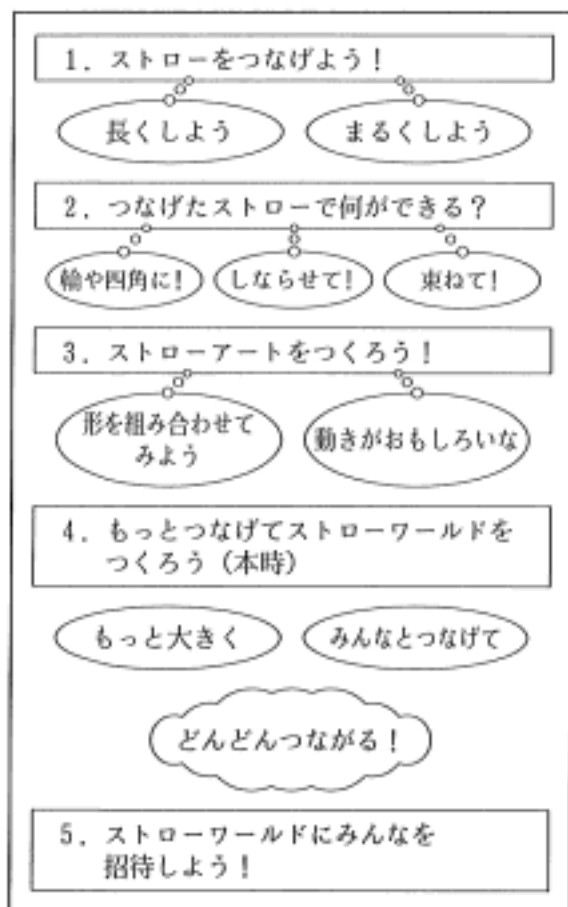 1. ストローをつなげよう！
長くしよう
まるくしよう
2. つなげたストローで何ができる？
輪や四角に！
しならせて！
束ねて！
3. ストローアートをつくろう！
形を組み合わせて
みよう
動きがおもしろいな
4. もっとつなげてストローワールドを
つくろう（本時）
もっと大きく
みんなとつなげて
どんどんつながる！
5. ストローワールドにみんなを
招待しよう！